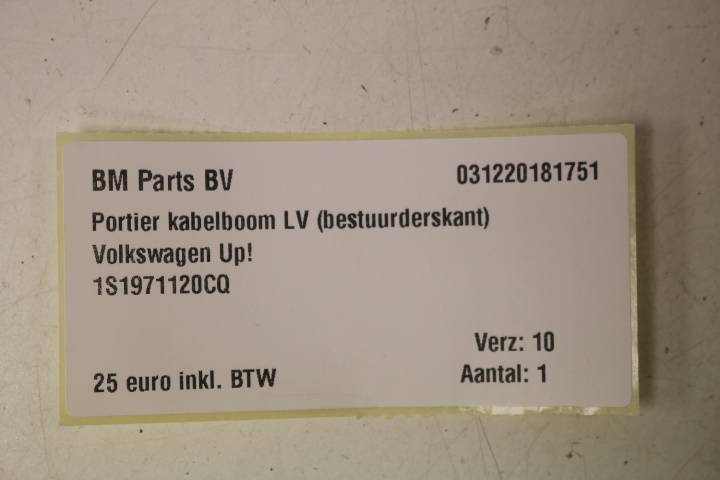 BM Parts BV 031220181751
Portier kabelboom LV (bestuurderskant)
Volkswagen Up!
1S1971120CQ
Verz: 10
25 euro inkl. BTW Aantal: 1